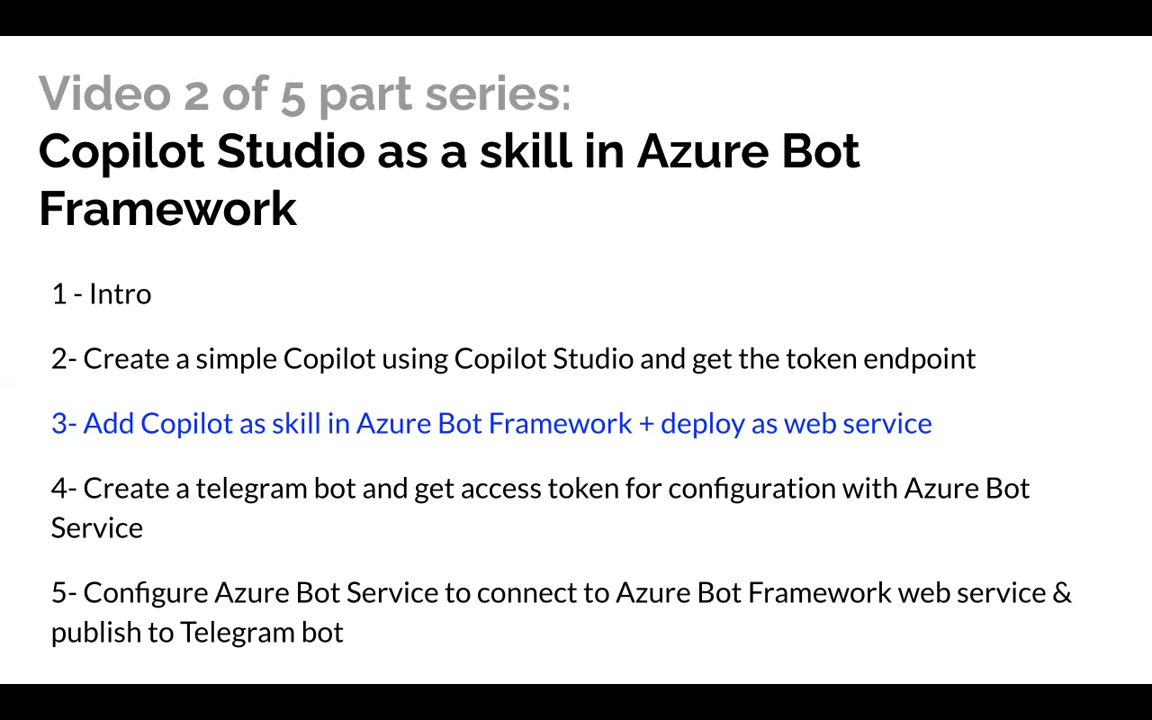 Video 2 of 5 part series:
Copilot Studio as a skill in Azure Bot
Framework
1 - Intro
2- Create a simple Copilot using Copilot Studio and get the token endpoint
3- Add Copilot as skill in Azure Bot Framework + deploy as web service
4- Create a telegram bot and get access token for configuration with Azure Bot
Service
5- Configure Azure Bot Service to connect to Azure Bot Framework web service &
publish to Telegram bot